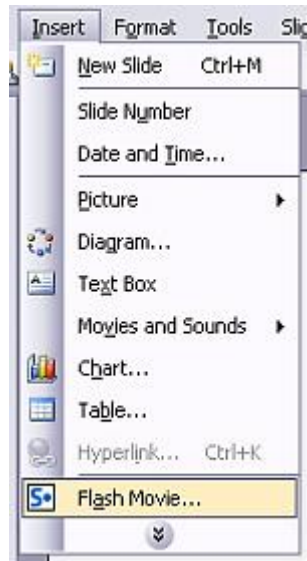 Insert Format Tools Slid
New Slide Ctrl+M
Slide Number
Date and Time...
Picture
Diagram...
Text Box
Movies and Sounds
Chart...
Table...
Hyperlink... Ctrl+K
S Flash Movie...